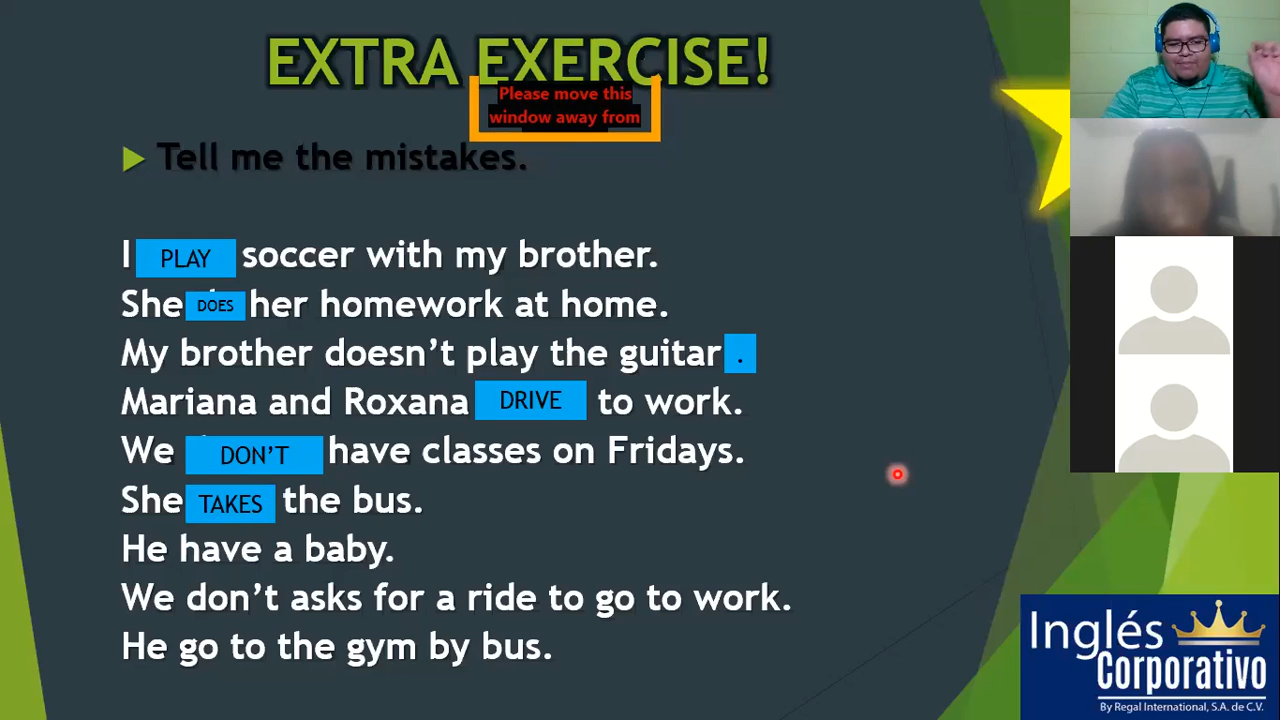 EXTRA EXERCISE!
Please move this
window away from
Tell me the mistakes.
I PLAY soccer with my brother.
She DOES her homework at home.
My brother doesn't play the guitar .
Mariana and Roxana DRIVE to work.
We DON'T have classes on Fridays.
She TAKES the bus.
He have a baby.
We don't asks for a ride to go to work.
He go to the gym by bus.
Inglés
Corporativo
By Regal International, S.A. de C.V.